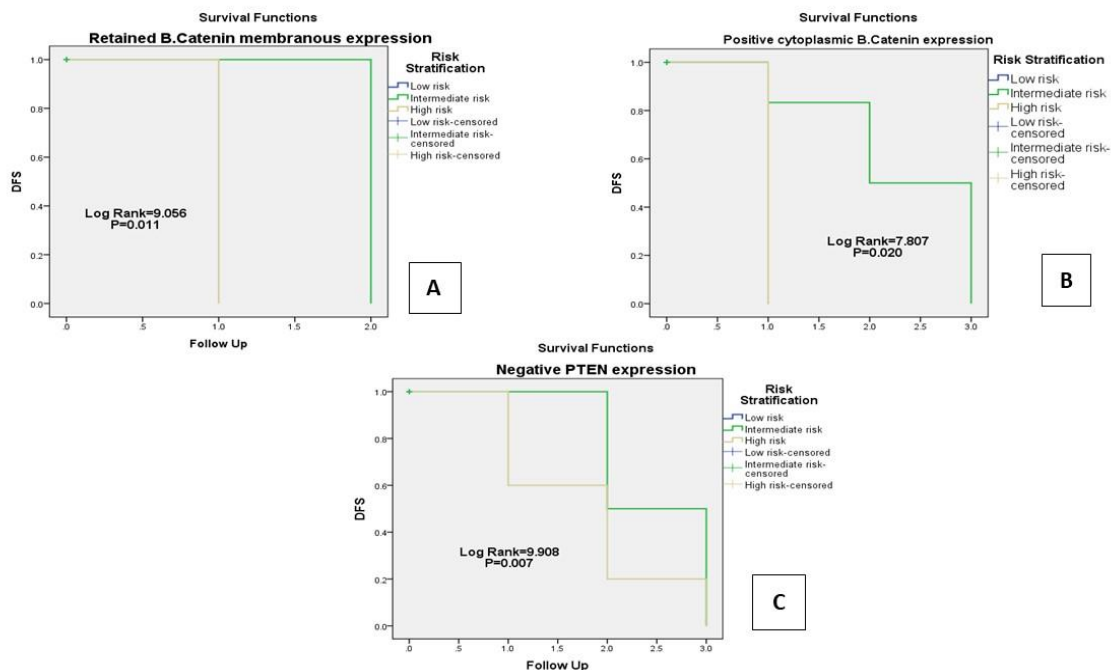 Survival Functions
Retained B.Catenin membranous expression
DFS
1.0
0.8
0.6
0.4
0.2
0.0
Log Rank=9.056
P=0.011
.0
.5
1.0
1.5
2.0
Follow Up
Risk
Stratification
Low risk
Intermediate risk
High risk
Low risk-censored
Intermediate risk-
censored
High risk-censored
A
Survival Functions
Positive cytoplasmic B.Catenin expression
DFS
1.0
0.8
0.6
0.4
0.2
0.0
Log Rank=7.807
P=0.020
.0
.5
1.0
1.5
2.0
2.5
3.0
Risk Stratification
Low risk
Intermediate risk
High risk
Low risk-
censored
Intermediate risk-
censored
High risk-
censored
B
Survival Functions
Negative PTEN expression
DFS
1.0
0.8
0.6
0.4
0.2
0.0
Log Rank=9.908
P=0.007
.0
.5
1.0
1.5
2.0
2.5
3.0
Follow Up
Risk
Stratification
Low risk
Intermediate risk
High risk
Low risk-censored
Intermediate risk-
censored
High risk-censored
C